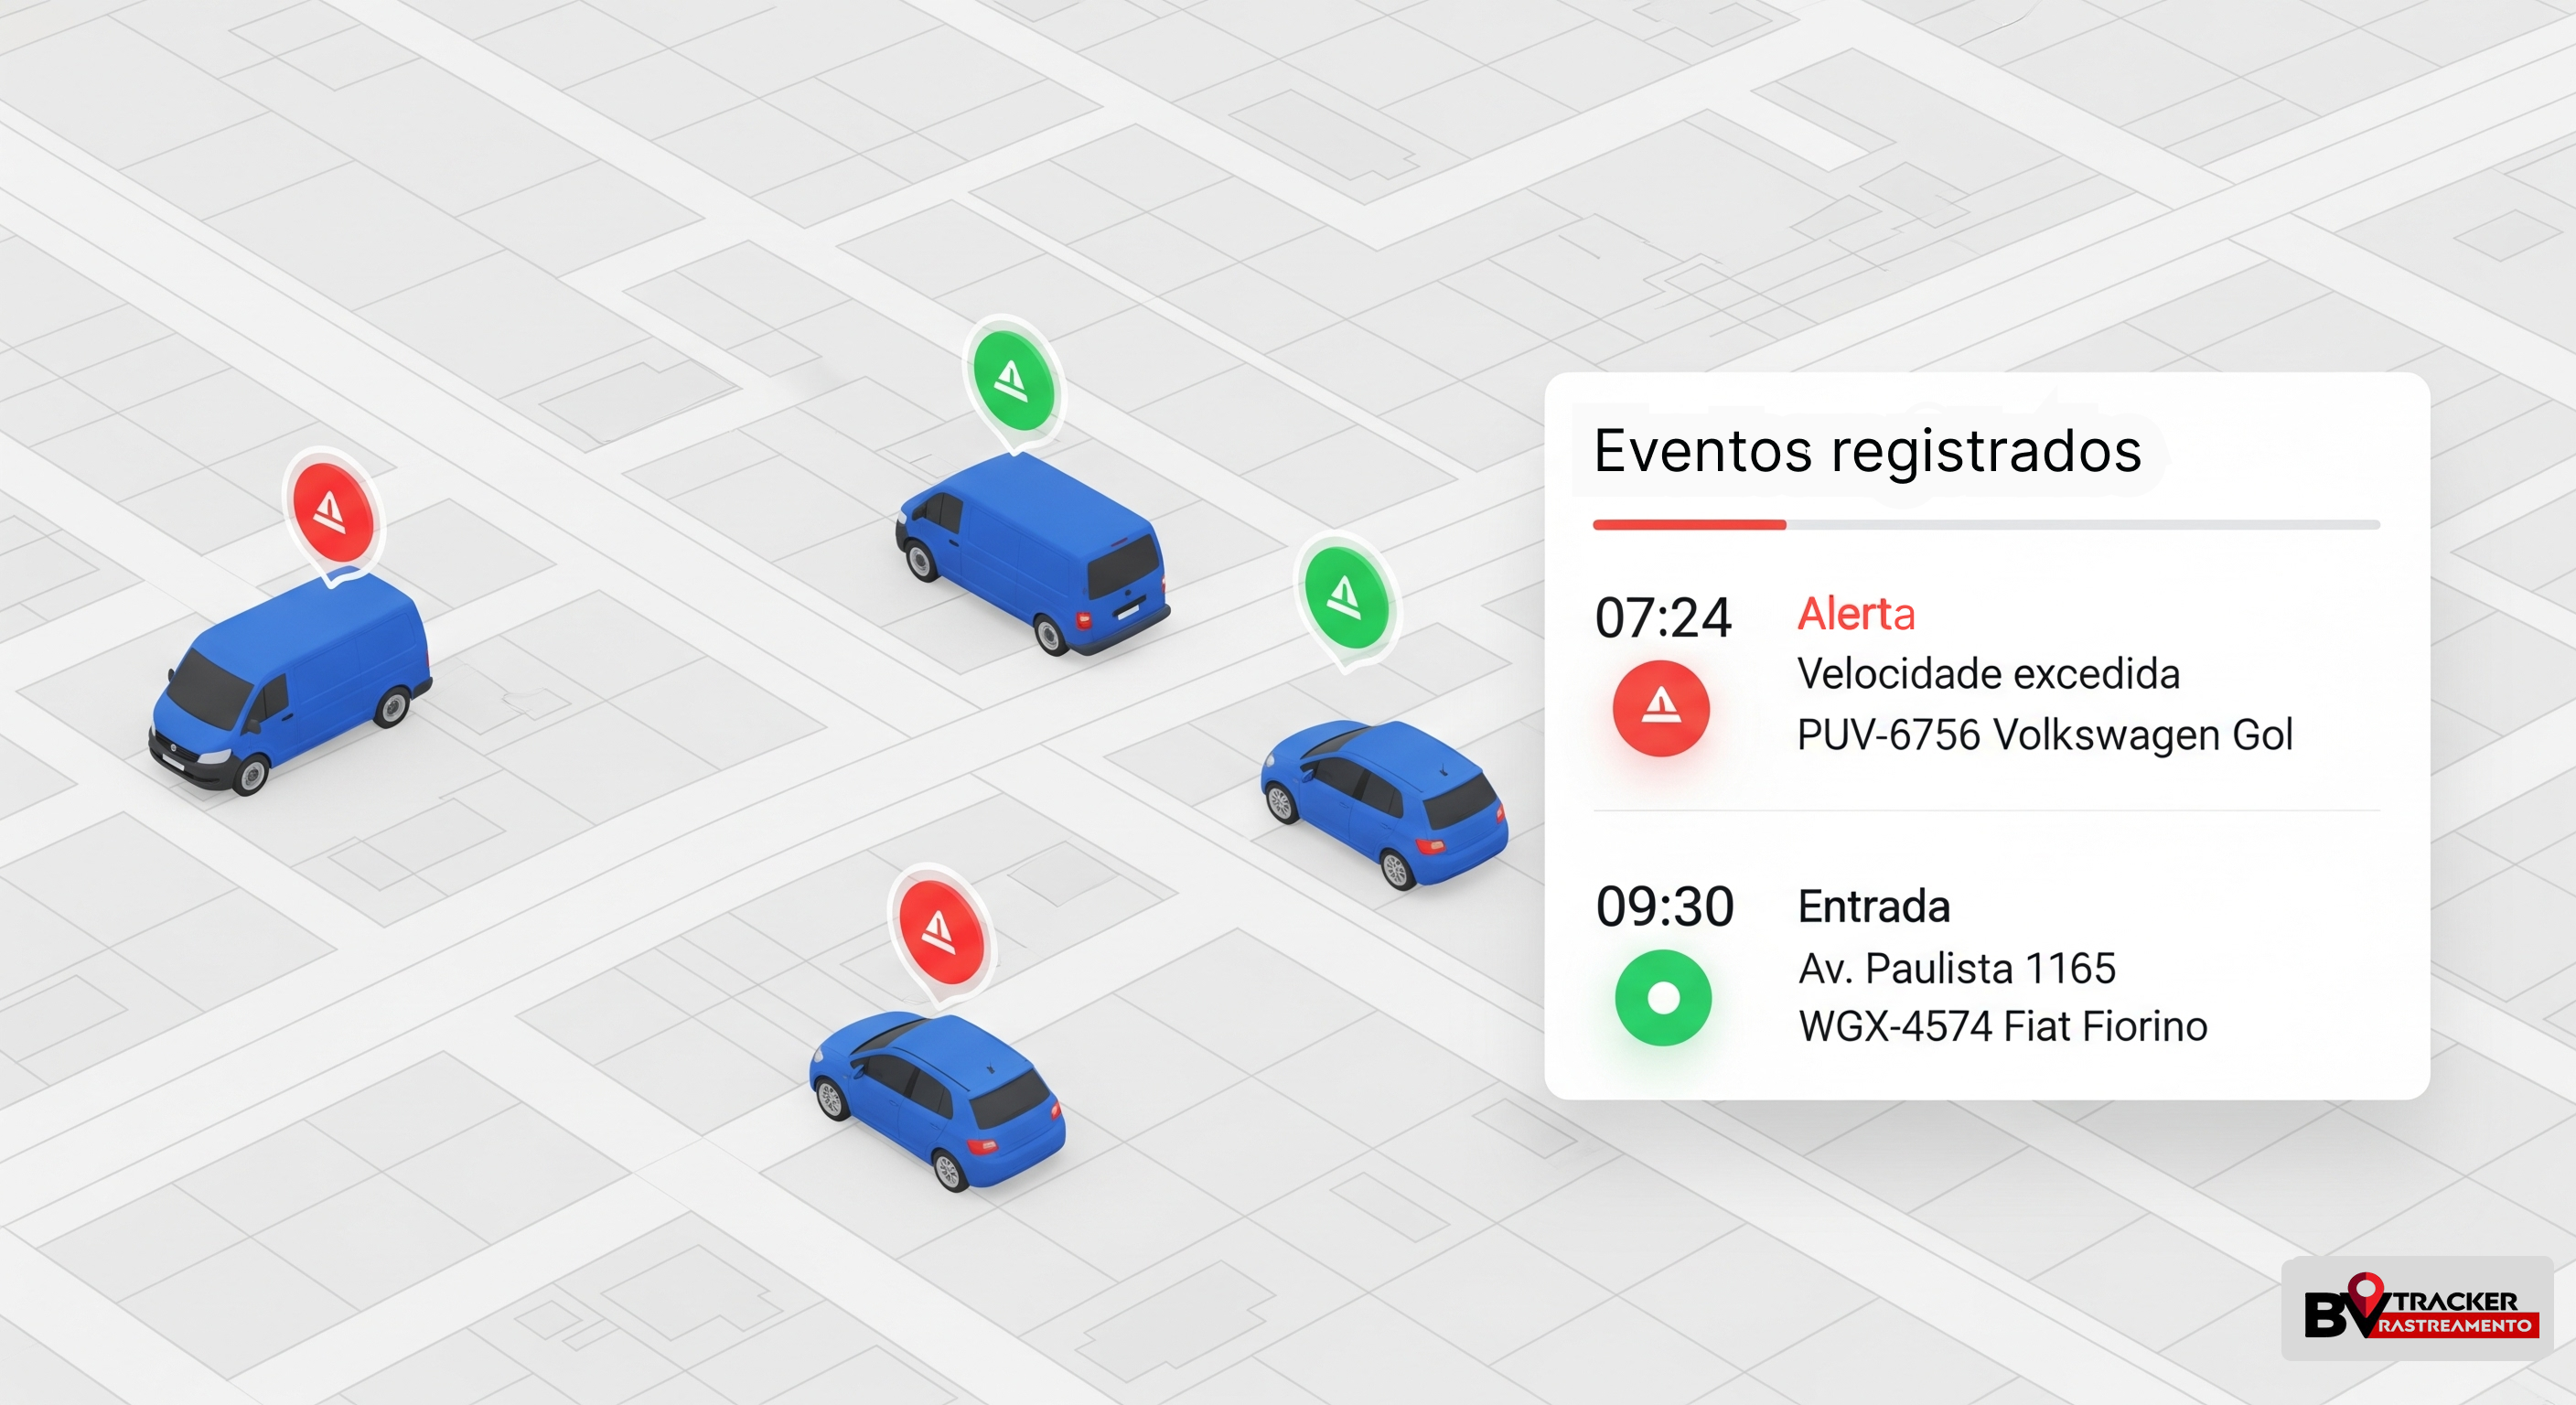 Eventos registrados
07:24
Alerta
Velocidade excedida
PUV-6756 Volkswagen Gol
09:30
Entrada
Av. Paulista 1165
WGX-4574 Fiat Fiorino
BV TRACKER
RASTREAMENTO